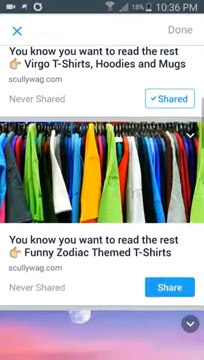 18% 10:36 PM
Done
You know you want to read the rest
👉🏼 Virgo T-Shirts, Hoodies and Mugs
scullywag.com
Never Shared
Shared
You know you want to read the rest
👉🏼 Funny Zodiac Themed T-Shirts
scullywag.com
Never Shared
Share